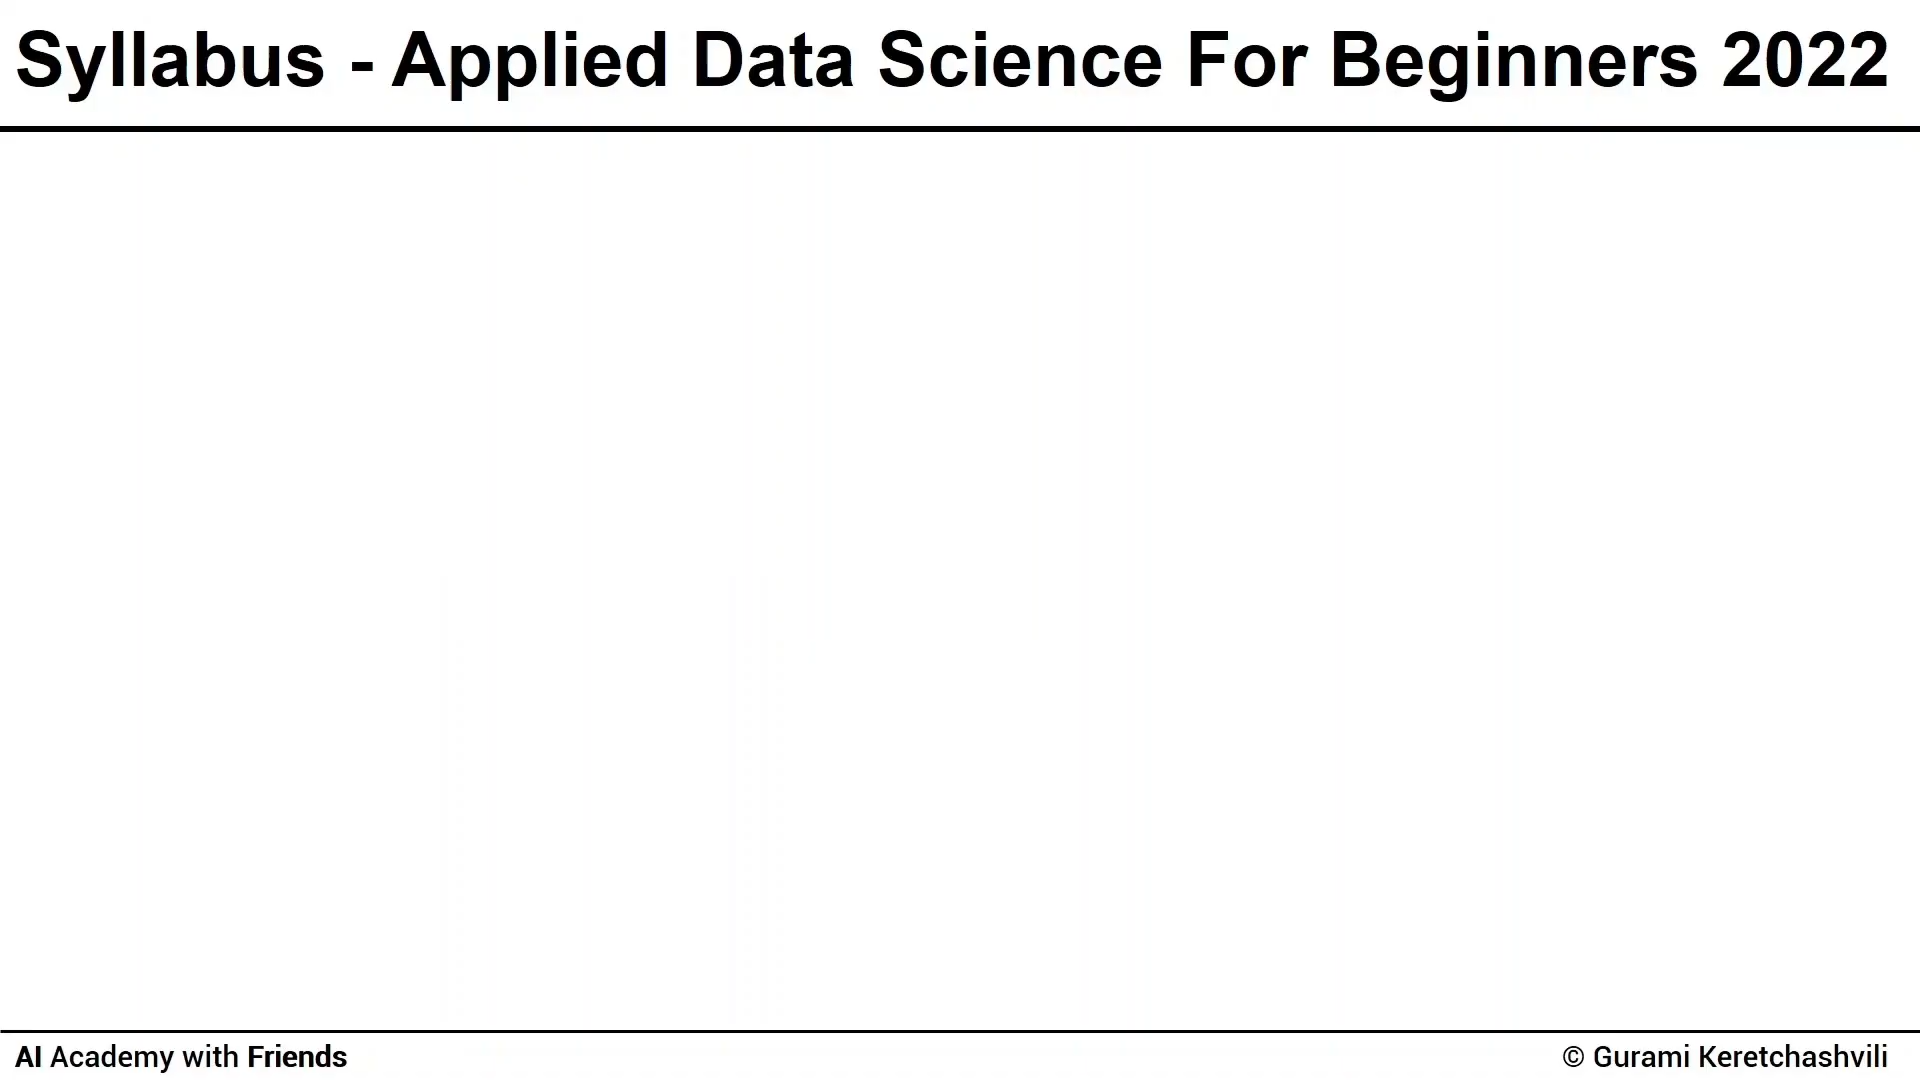 Syllabus - Applied Data Science For Beginners 2022
AI Academy with Friends
© Gurami Keretchashvili